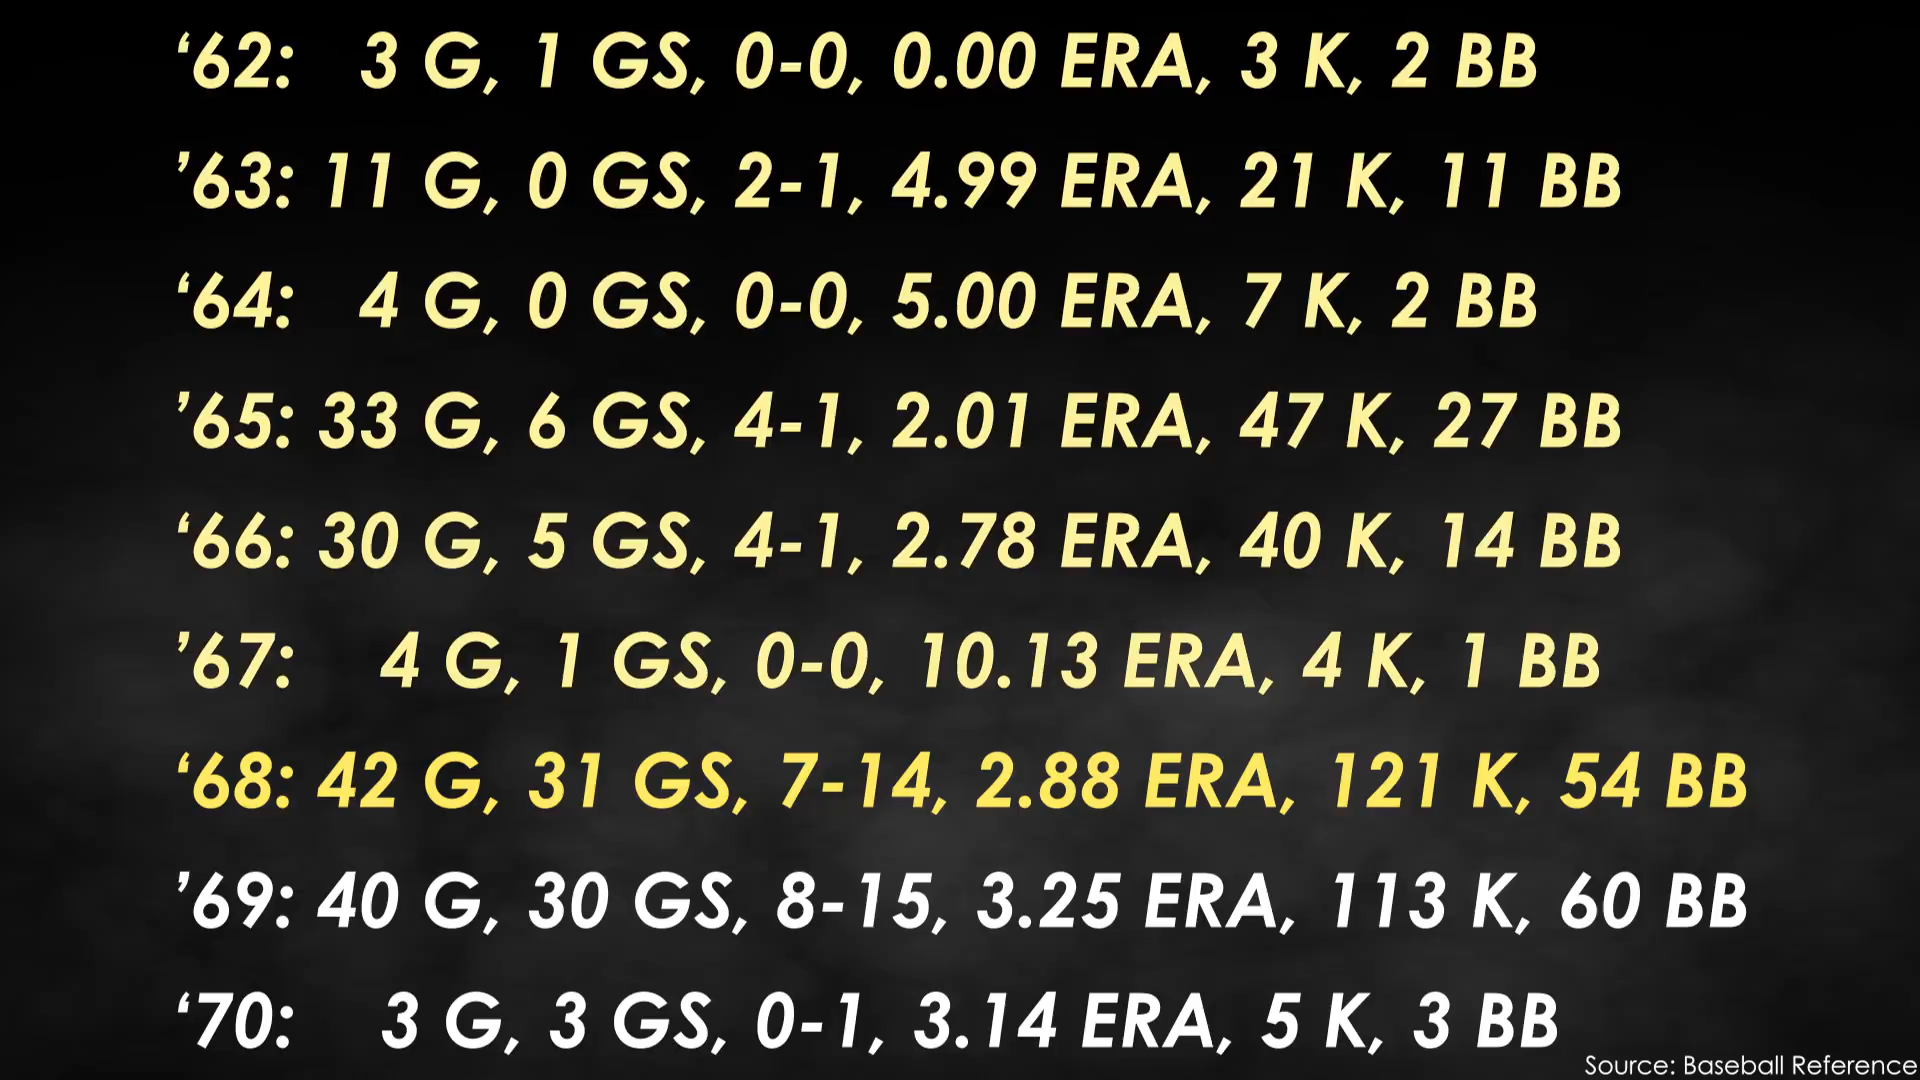 ‘62: 3 G, 1 GS, 0-0, 0.00 ERA, 3 K, 2 BB
’63: 11 G, 0 GS, 2-1, 4.99 ERA, 21 K, 11 BB
‘64: 4 G, 0 GS, 0-0, 5.00 ERA, 7 K, 2 BB
’65: 33 G, 6 GS, 4-1, 2.01 ERA, 47 K, 27 BB
‘66: 30 G, 5 GS, 4-1, 2.78 ERA, 40 K, 14 BB
’67: 4 G, 1 GS, 0-0, 10.13 ERA, 4 K, 1 BB
‘68: 42 G, 31 GS, 7-14, 2.88 ERA, 121 K, 54 BB
’69: 40 G, 30 GS, 8-15, 3.25 ERA, 113 K, 60 BB
‘70: 3 G, 3 GS, 0-1, 3.14 ERA, 5 K, 3 BB
Source: Baseball Reference